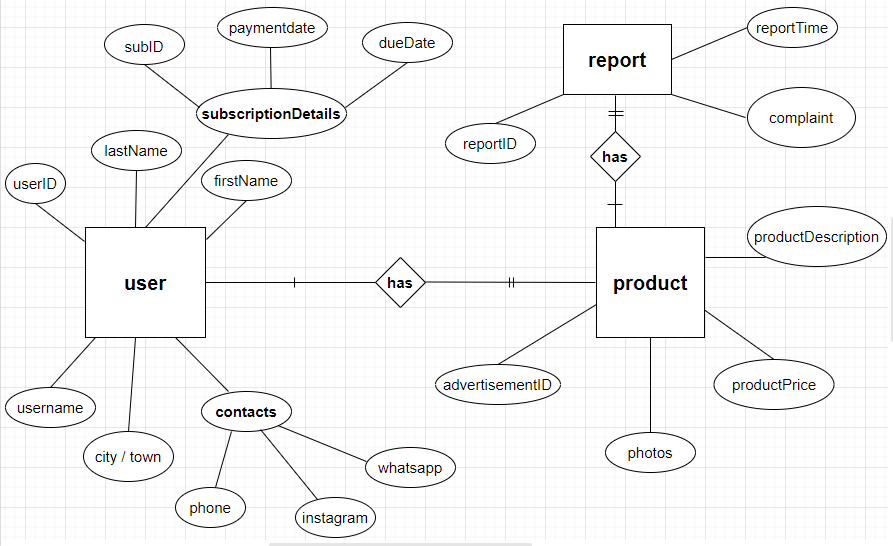 paymentdate
reportTime
subID
dueDate
report
subscriptionDetails
complaint
lastName
reportID
has
firstName
userID
productDescription
user
has
product
advertisementID
productPrice
username
contacts
city / town
photos
whatsapp
phone
instagram